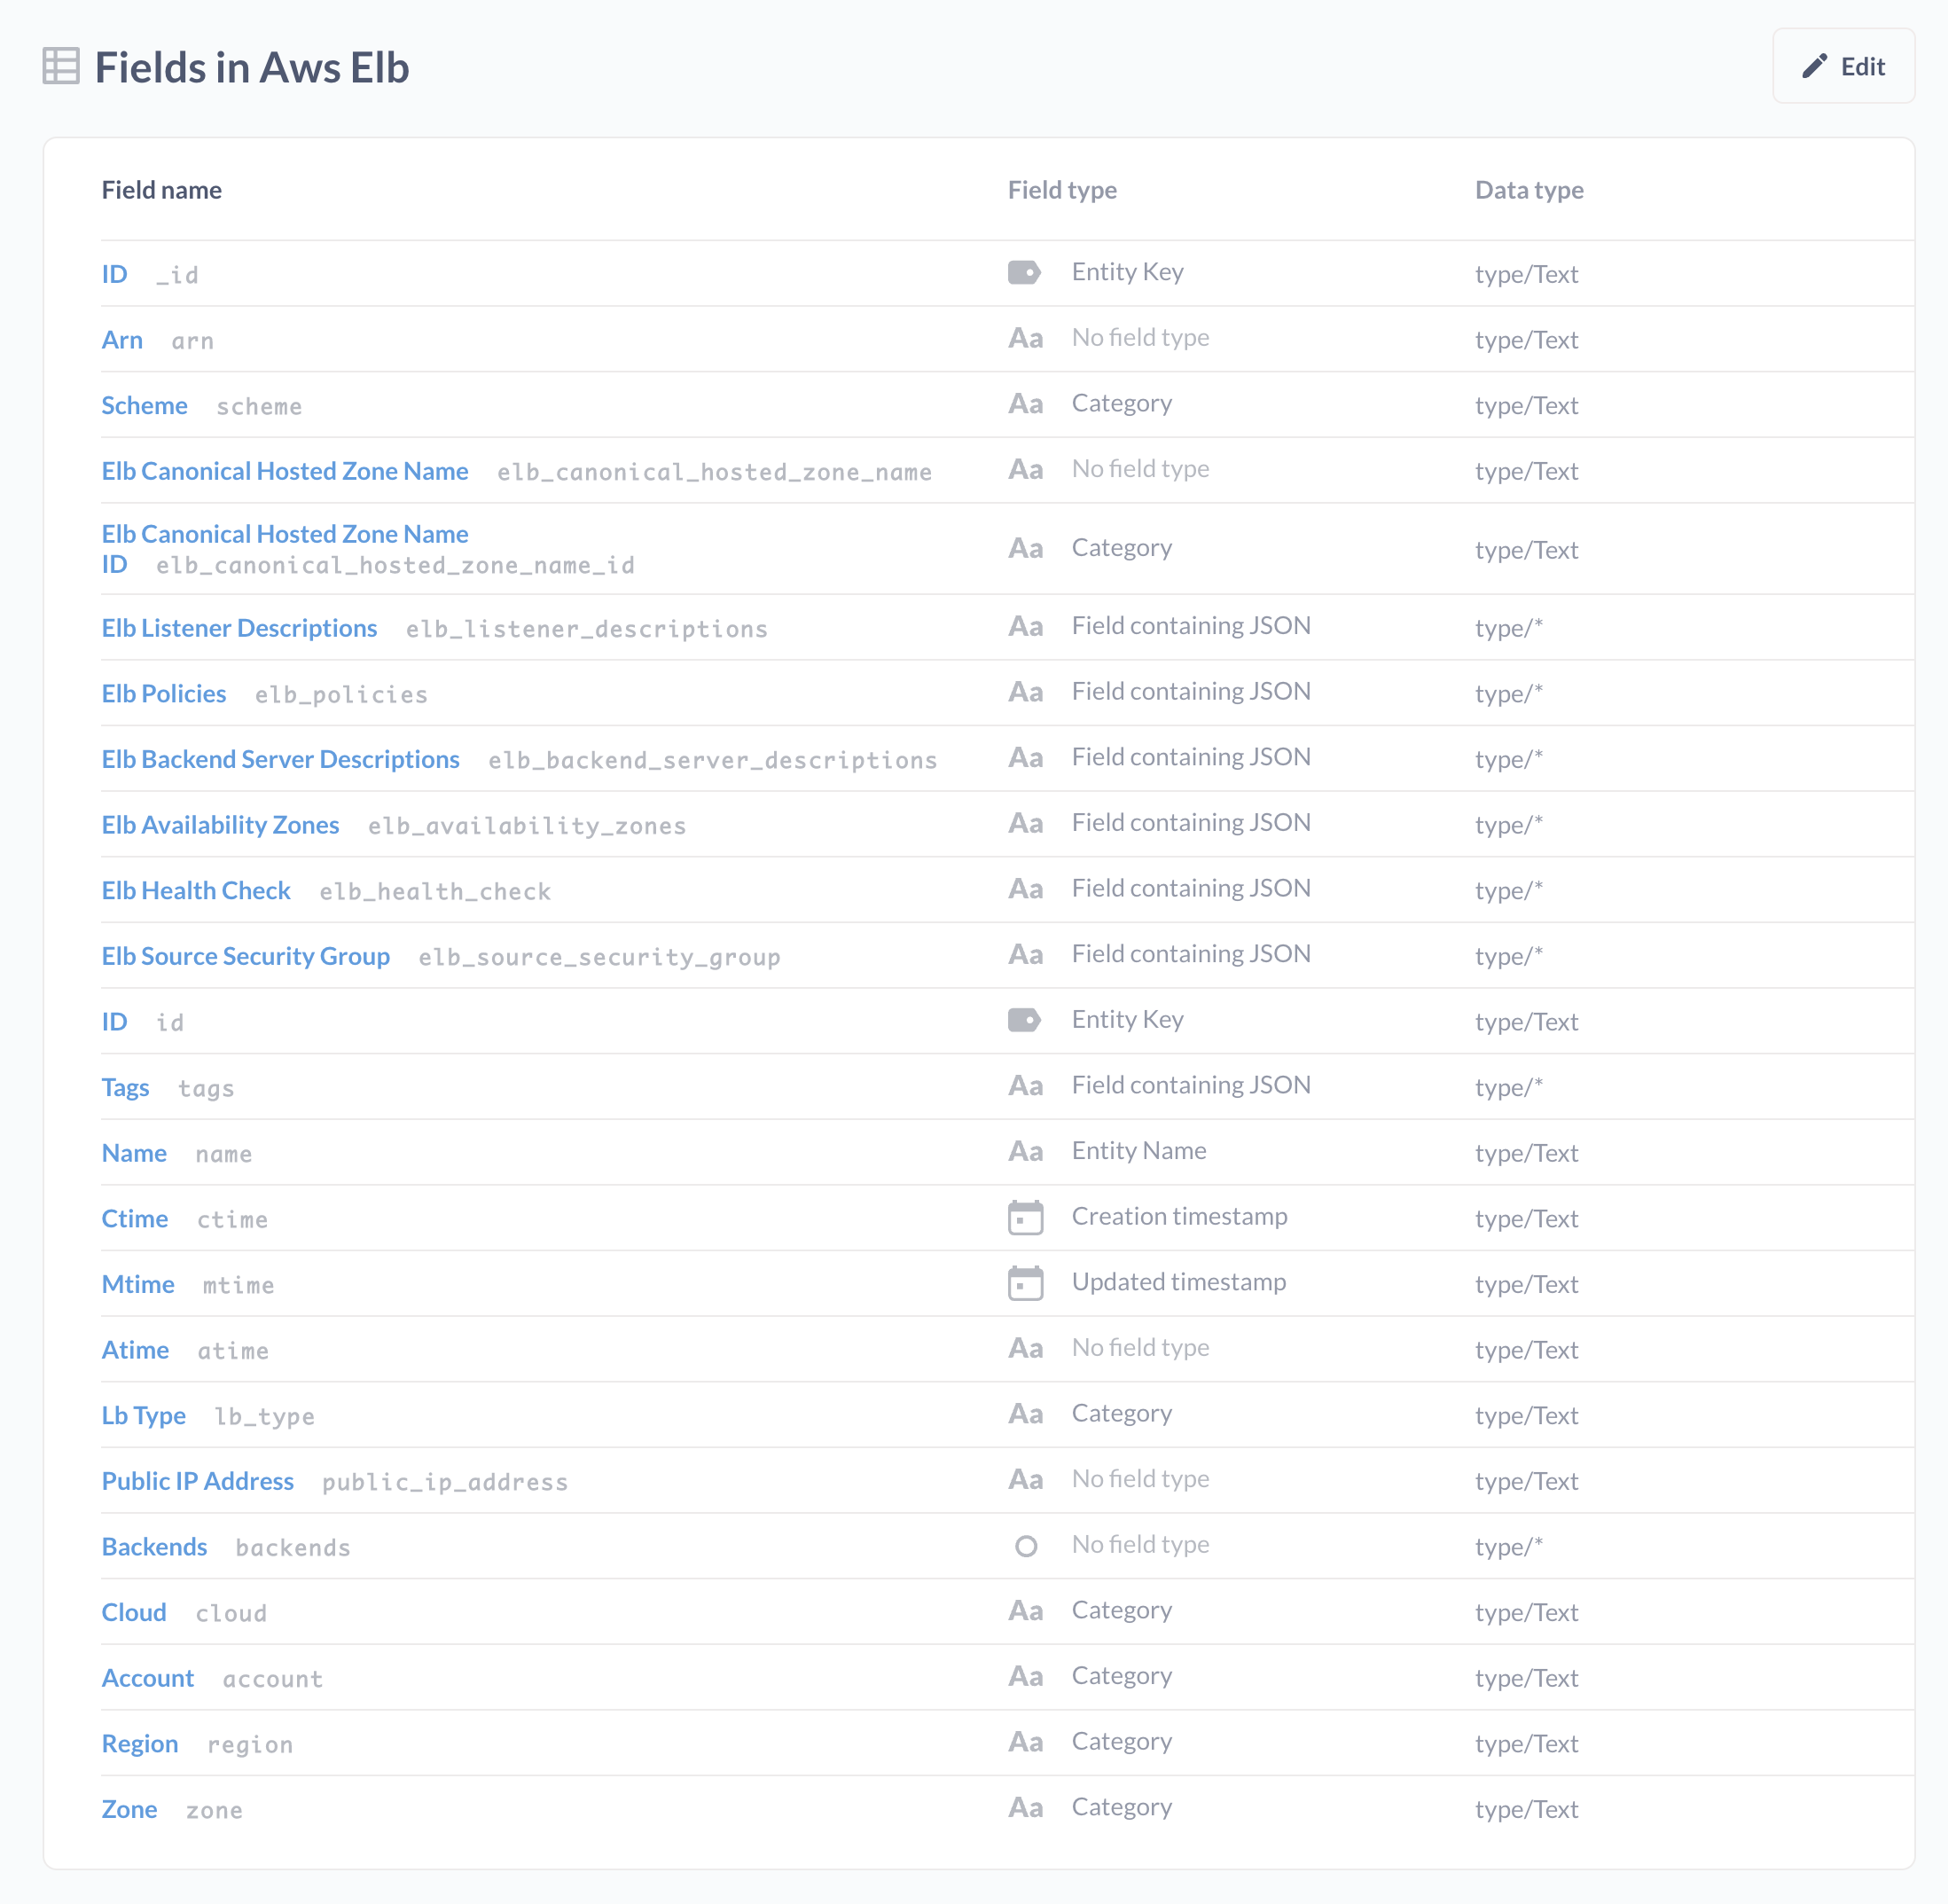 Fields in Aws Elb
Edit
Field name Field type Data type
ID _id Entity Key type/Text
Arn arn Aa No field type type/Text
Scheme scheme Aa Category type/Text
Elb Canonical Hosted Zone Name elb_canonical_hosted_zone_name Aa No field type type/Text
Elb Canonical Hosted Zone Name
ID elb_canonical_hosted_zone_name_id Aa Category type/Text
Elb Listener Descriptions elb_listener_descriptions Aa Field containing JSON type/*
Elb Policies elb_policies Aa Field containing JSON type/*
Elb Backend Server Descriptions elb_backend_server_descriptions Aa Field containing JSON type/*
Elb Availability Zones elb_availability_zones Aa Field containing JSON type/*
Elb Health Check elb_health_check Aa Field containing JSON type/*
Elb Source Security Group elb_source_security_group Aa Field containing JSON type/*
ID id Entity Key type/Text
Tags tags Aa Field containing JSON type/*
Name name Aa Entity Name type/Text
Ctime ctime Creation timestamp type/Text
Mtime mtime Updated timestamp type/Text
Atime atime Aa No field type type/Text
Lb Type lb_type Aa Category type/Text
Public IP Address public_ip_address Aa No field type type/Text
Backends backends No field type type/*
Cloud cloud Aa Category type/Text
Account account Aa Category type/Text
Region region Aa Category type/Text
Zone zone Aa Category type/Text